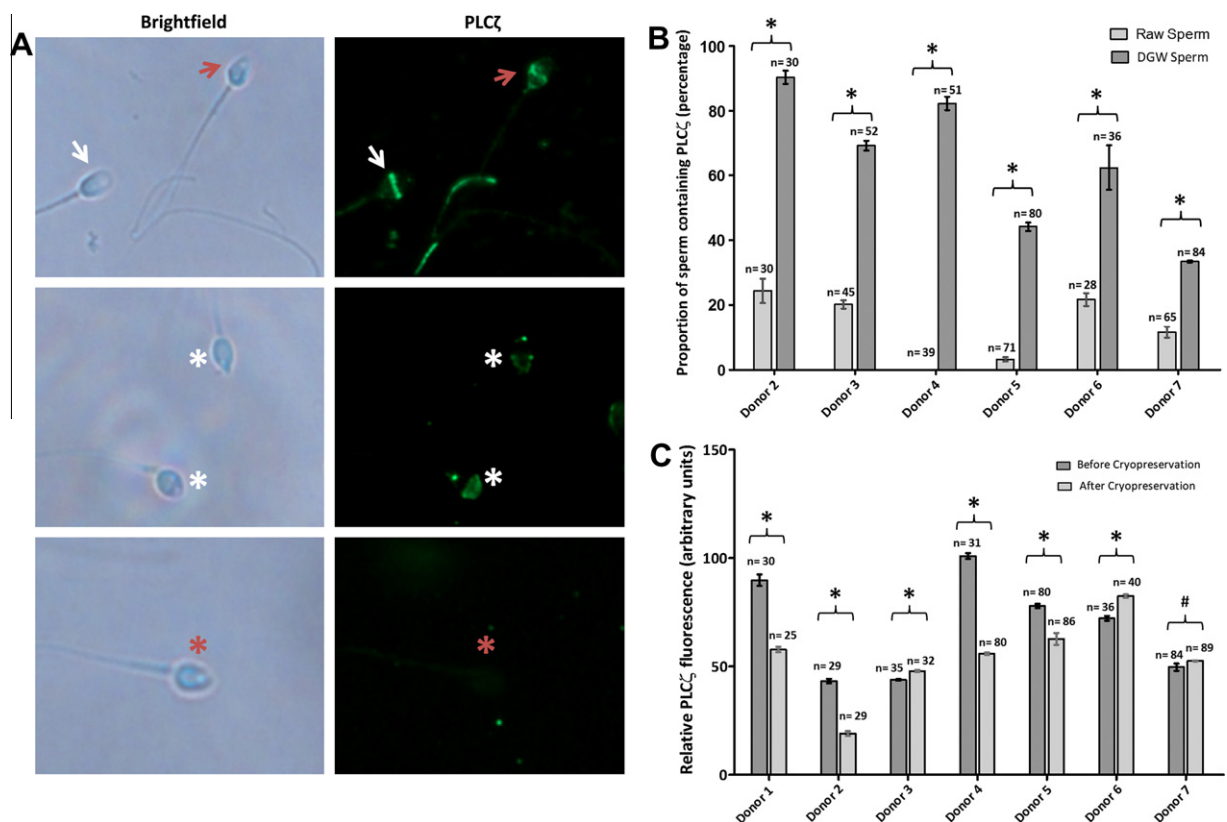 A
Brightfield
PLCζ
*
*
*
*
*
*
B
Proportion of sperm containing PLCζ (percentage)
Raw Sperm
DGW Sperm
100
80
60
40
20
0
*
*
*
*
*
*
n=30
n=30
n=45
n=52
n=39
n=51
n=71
n=80
n=28
n=36
n=65
n=84
Donor 2
Donor 3
Donor 4
Donor 5
Donor 6
Donor 7
C
Relative PLCζ fluorescence (arbitrary units)
Before Cryopreservation
After Cryopreservation
150
100
50
0
*
*
*
*
*
*
#
n=30
n=25
n=29
n=29
n=35
n=32
n=31
n=80
n=80
n=86
n=36
n=40
n=84
n=89
Donor 1
Donor 2
Donor 3
Donor 4
Donor 5
Donor 6
Donor 7